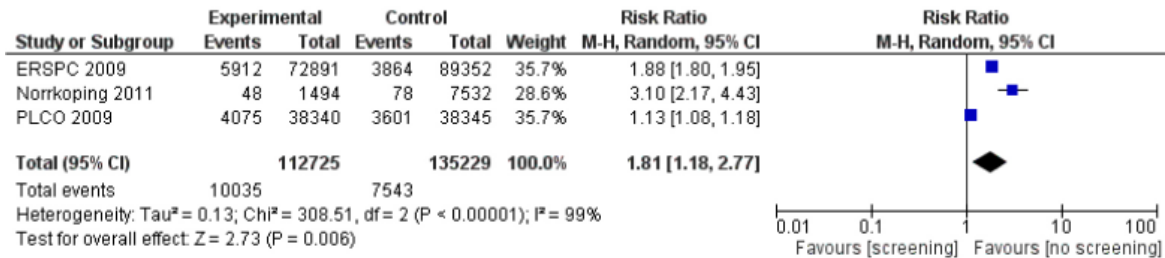 Experimental Control Risk Ratio Risk Ratio
Study or Subgroup Events Total Events Total Weight M-H, Random, 95% CI M-H, Random, 95% CI
ERSPC 2009 5912 72891 3864 89352 35.7% 1.88 [1.80, 1.95]
Norrkoping 2011 48 1494 78 7532 28.6% 3.10 [2.17, 4.43]
PLCO 2009 4075 38340 3601 38345 35.7% 1.13 [1.08, 1.18]
Total (95% CI) 112725 135229 100.0% 1.81 [1.18, 2.77]
Total events 10035 7543
Heterogeneity: Tau² = 0.13; Chi² = 308.51, df = 2 (P < 0.00001); I² = 99%
Test for overall effect: Z = 2.73 (P = 0.006)
0.01 0.1 1 10 100
Favours [screening] Favours [no screening]